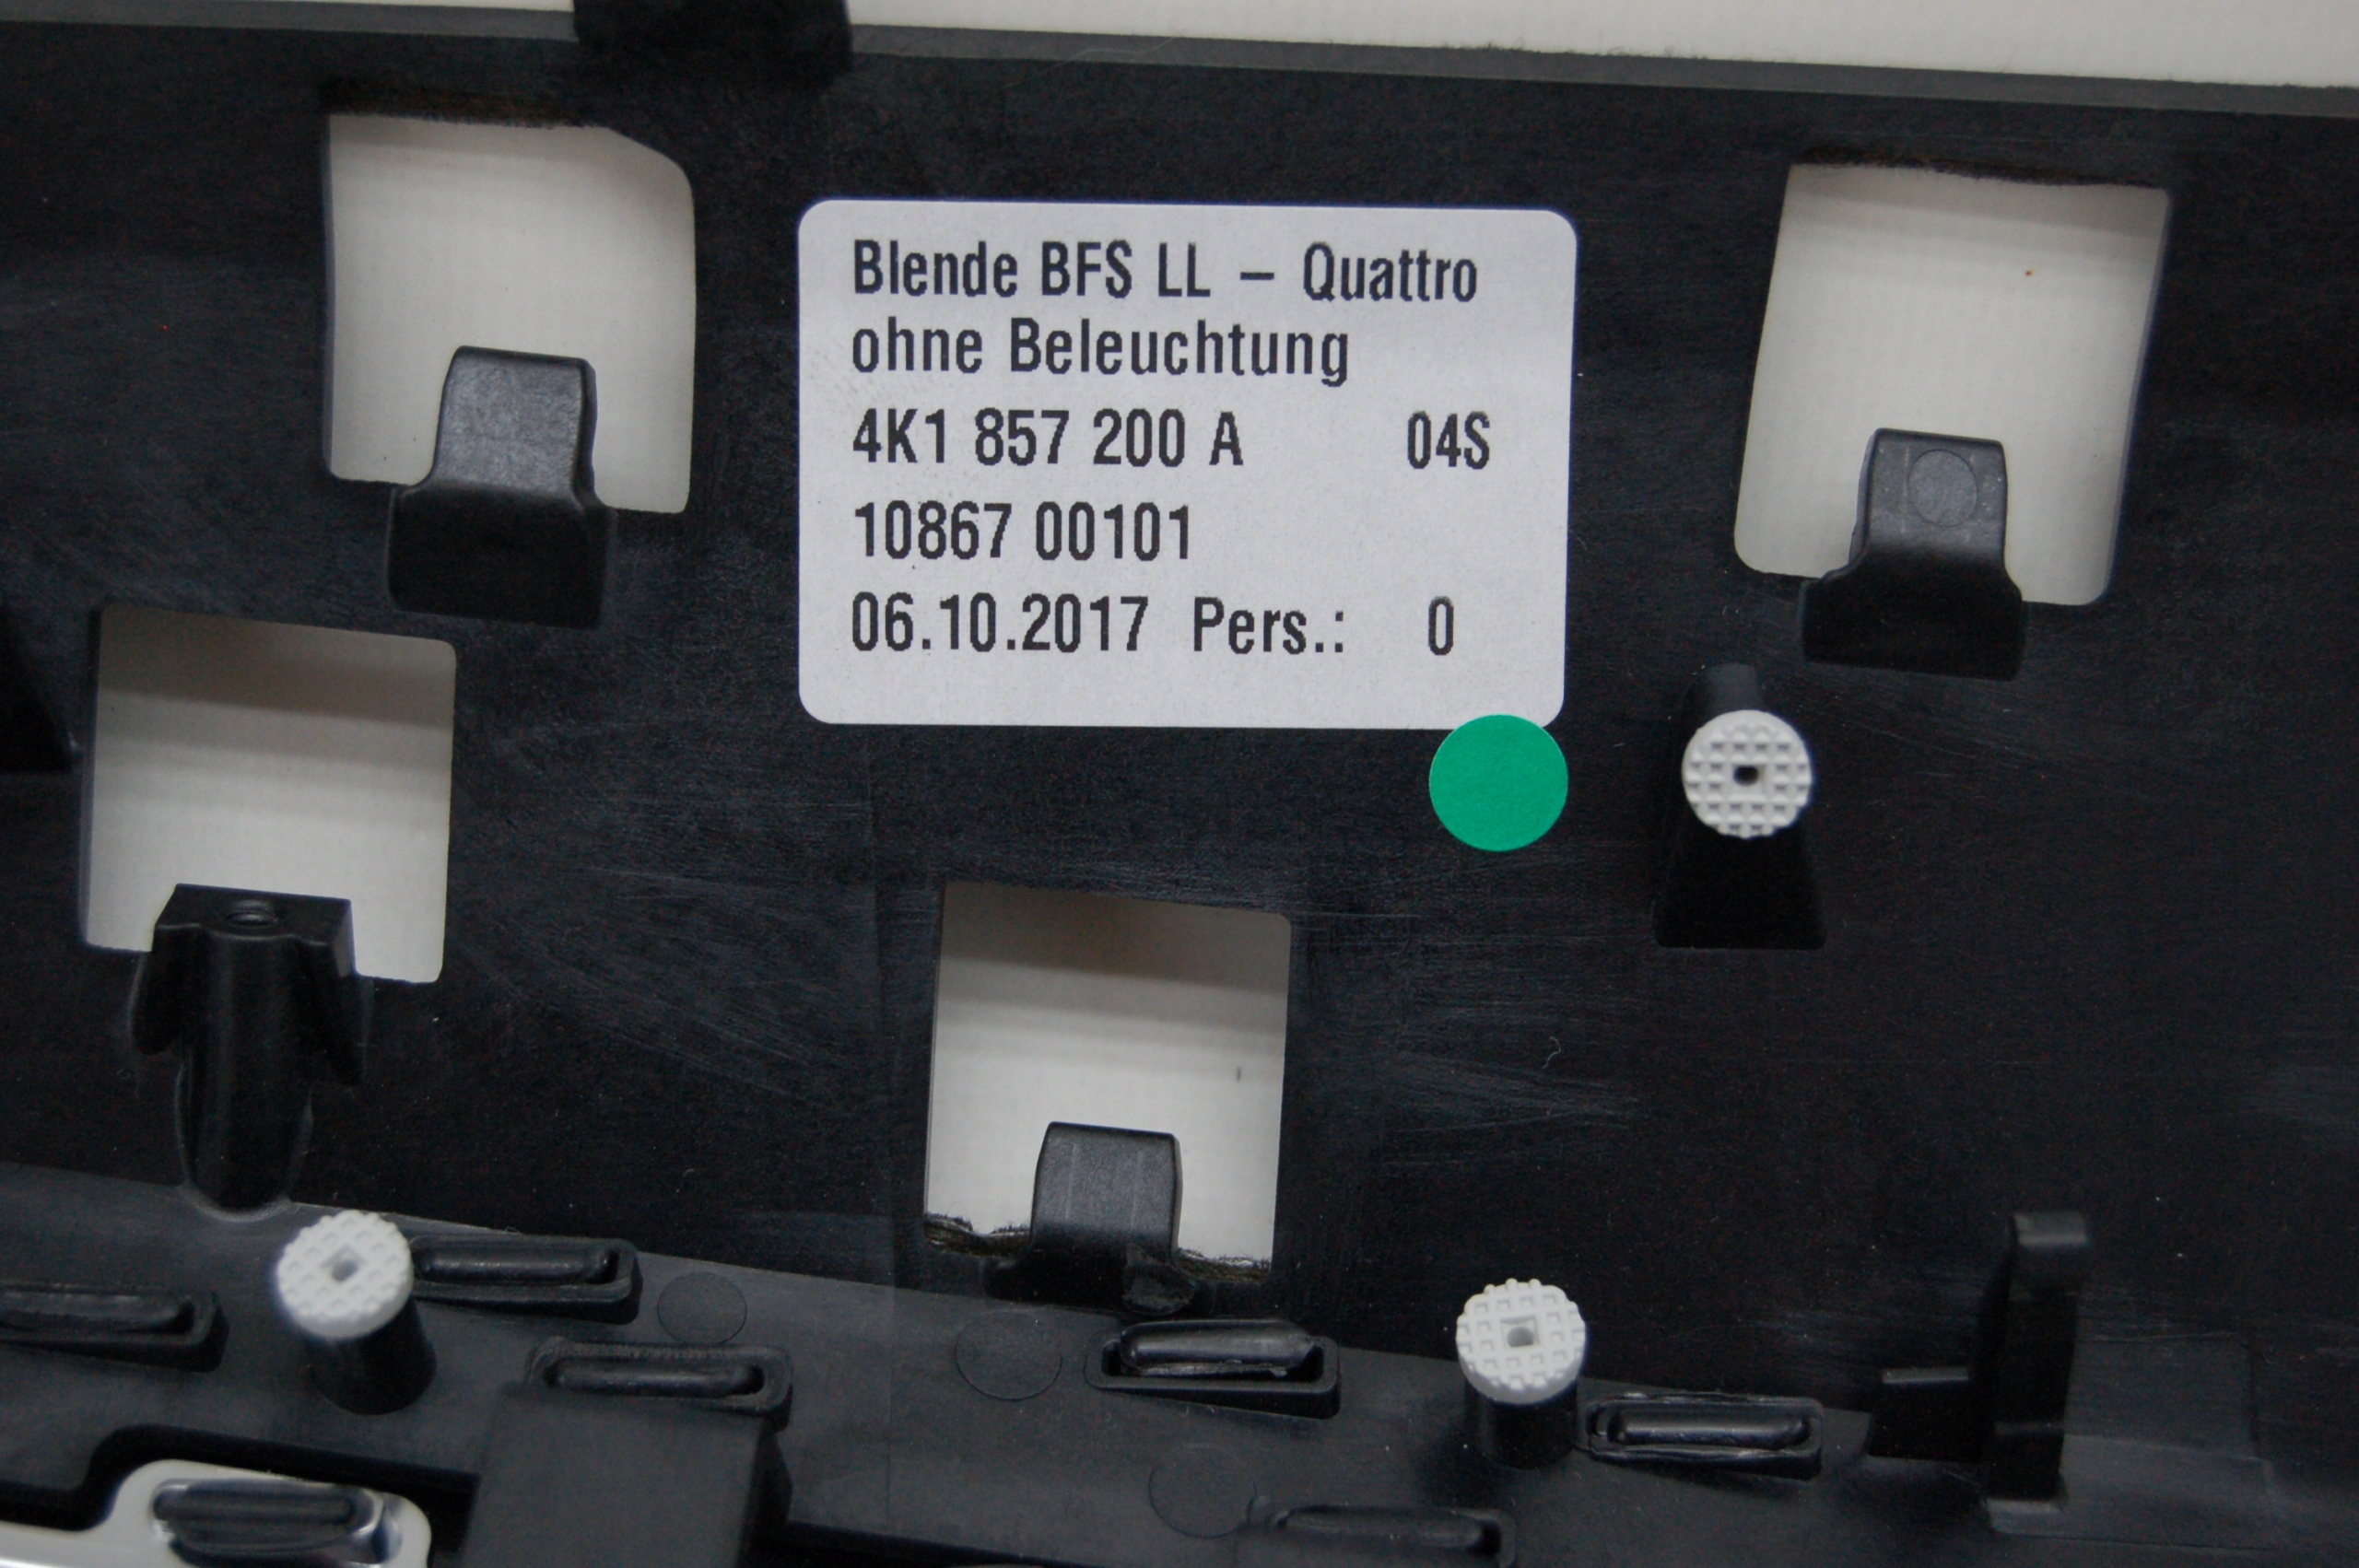 Blende BFS LL – Quattro
ohne Beleuchtung
4K1 857 200 A 04S
10867 00101
06.10.2017 Pers.: 0